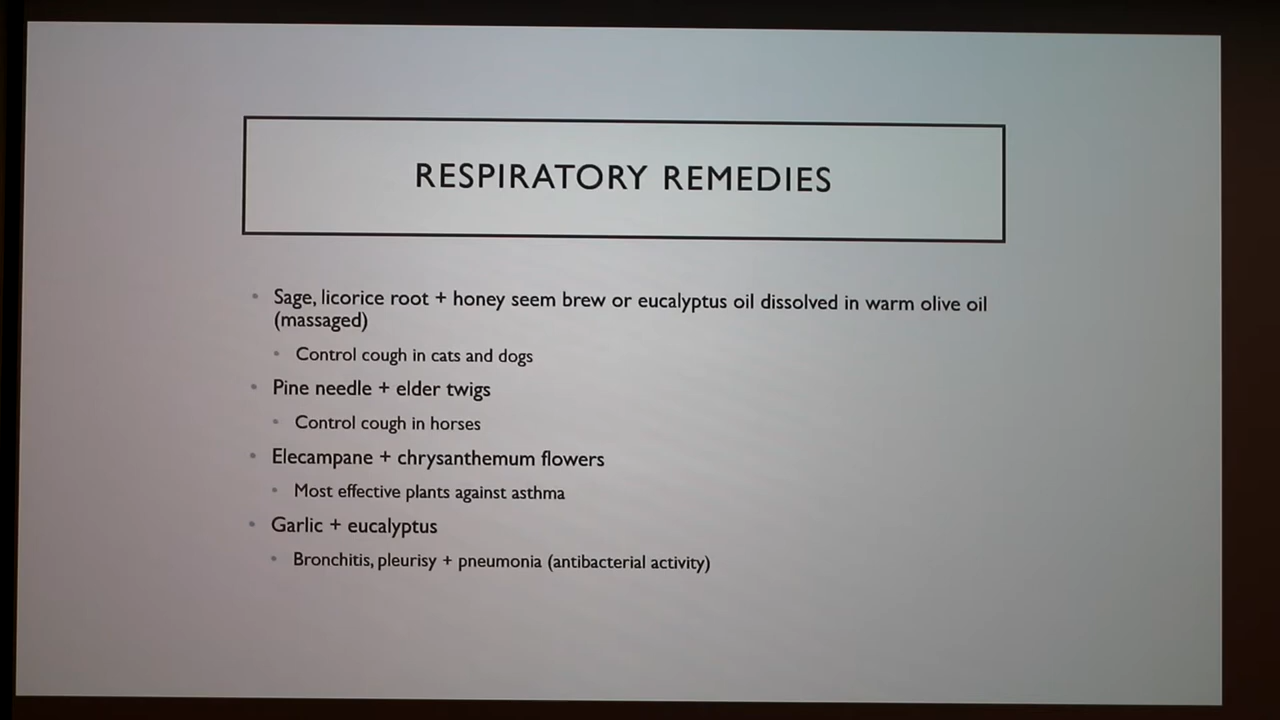 RESPIRATORY REMEDIES
• Sage, licorice root + honey seem brew or eucalyptus oil dissolved in warm olive oil
(massaged)
• Control cough in cats and dogs
• Pine needle + elder twigs
• Control cough in horses
• Elecampane + chrysanthemum flowers
• Most effective plants against asthma
• Garlic + eucalyptus
• Bronchitis, pleurisy + pneumonia (antibacterial activity)